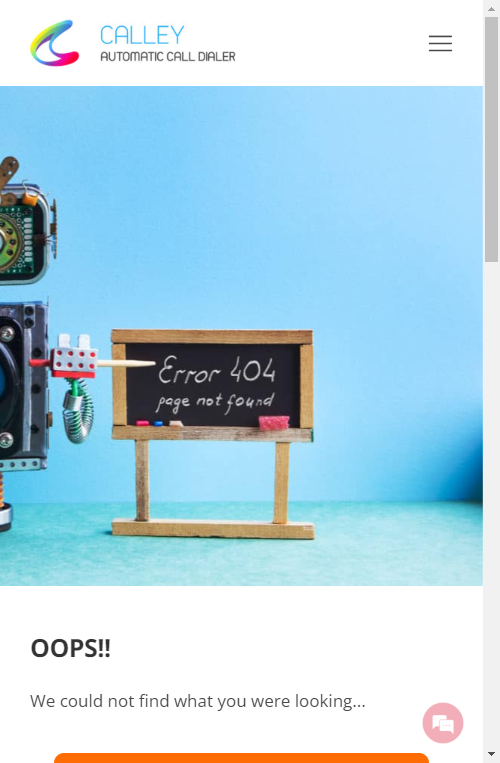 CALLEY
AUTOMATIC CALL DIALER
Error 404
page not found
OOPS!!
We could not find what you were looking...